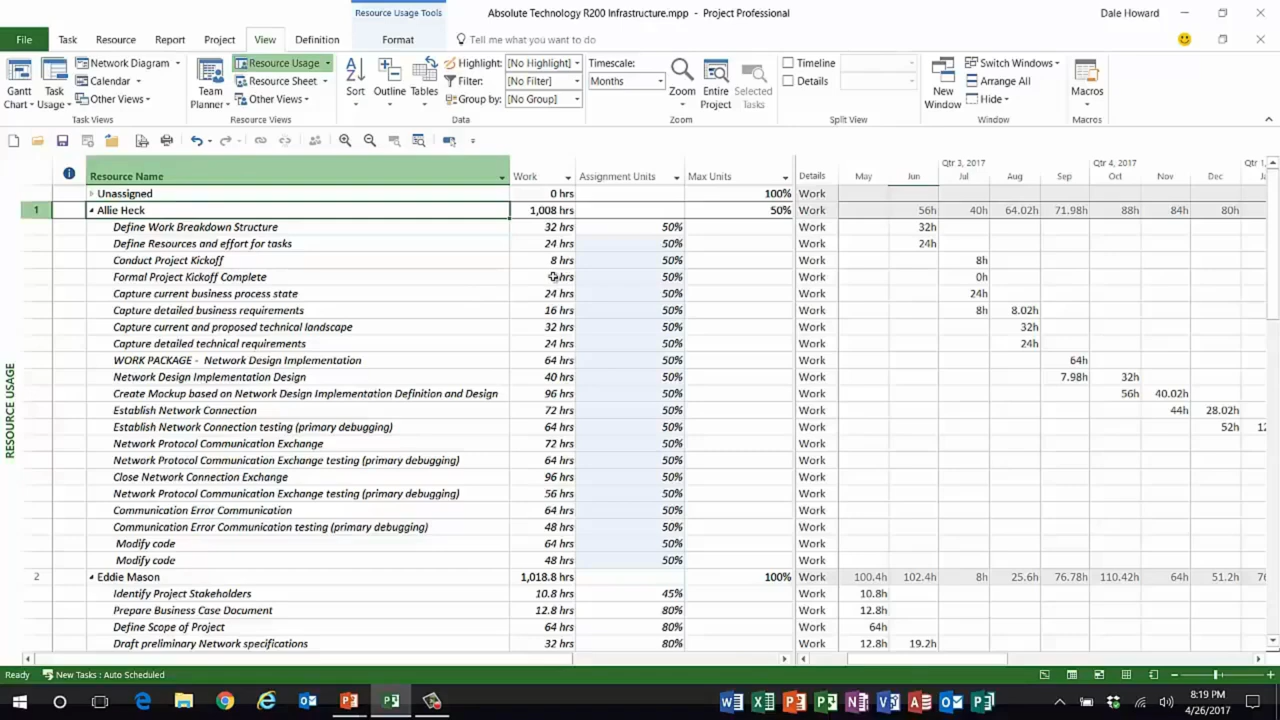 Resource Usage Tools
Absolute Technology R200 Infrastructure.mpp - Project Professional
Dale Howard
File Task Resource Report Project View Definition Format Tell me what you want to do
Gantt Chart Task Usage Network Diagram Calendar Other Views Task Views
Team Planner Resource Usage Resource Sheet Other Views Resource Views
Sort Outline Tables Highlight: [No Highlight] Filter: [No Filter] Group by: [No Group] Data
Timescale: Months Zoom Entire Project Selected Tasks Zoom
Timeline Details Split View
New Window Switch Windows Arrange All Hide Window
Macros Macros
Qtr 3, 2017 Qtr 4, 2017 Qtr 1,
Resource Name Work Assignment Units Max Units Details May Jun Jul Aug Sep Oct Nov Dec
Unassigned 0 hrs 100% Work
1 Allie Heck 1,008 hrs 50% Work 56h 40h 64.02h 71.98h 88h 84h 80h
Define Work Breakdown Structure 32 hrs 50% Work 32h
Define Resources and effort for tasks 24 hrs 50% Work 24h
Conduct Project Kickoff 8 hrs 50% Work 8h
Formal Project Kickoff Complete hrs 50% Work 0h
Capture current business process state 24 hrs 50% Work 24h
Capture detailed business requirements 16 hrs 50% Work 8h 8.02h
Capture current and proposed technical landscape 32 hrs 50% Work 32h
Capture detailed technical requirements 24 hrs 50% Work 24h
WORK PACKAGE - Network Design Implementation 64 hrs 50% Work 64h
Network Design Implementation Design 40 hrs 50% Work 7.98h 32h
Create Mockup based on Network Design Implementation Definition and Design 96 hrs 50% Work 56h 40.02h
Establish Network Connection 72 hrs 50% Work 44h 28.02h
Establish Network Connection testing (primary debugging) 64 hrs 50% Work 52h 12
Network Protocol Communication Exchange 72 hrs 50% Work
Network Protocol Communication Exchange testing (primary debugging) 64 hrs 50% Work
Close Network Connection Exchange 96 hrs 50% Work
Network Protocol Communication Exchange testing (primary debugging) 56 hrs 50% Work
Communication Error Communication 64 hrs 50% Work
Communication Error Communication testing (primary debugging) 48 hrs 50% Work
Modify code 64 hrs 50% Work
Modify code 48 hrs 50% Work
2 Eddie Mason 1,018.8 hrs 100% Work 100.4h 102.4h 8h 25.6h 76.78h 110.42h 64h 51.2h 76
Identify Project Stakeholders 10.8 hrs 45% Work 10.8h
Prepare Business Case Document 12.8 hrs 80% Work 12.8h
Define Scope of Project 64 hrs 80% Work 64h
Draft preliminary Network specifications 32 hrs 80% Work 12.8h 19.2h
RESOURCE USAGE
Ready New Tasks : Auto Scheduled
8:19 PM
4/26/2017